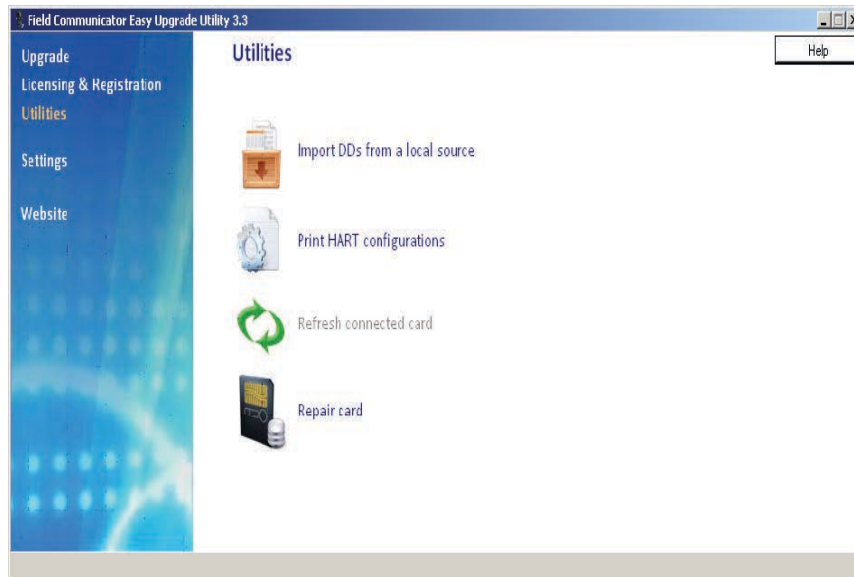 Field Communicator Easy Upgrade Utility 3.3
Upgrade
Licensing & Registration
Utilities
Settings
Website
Utilities
Help
Import DDs from a local source
Print HART configurations
Refresh connected card
Repair card